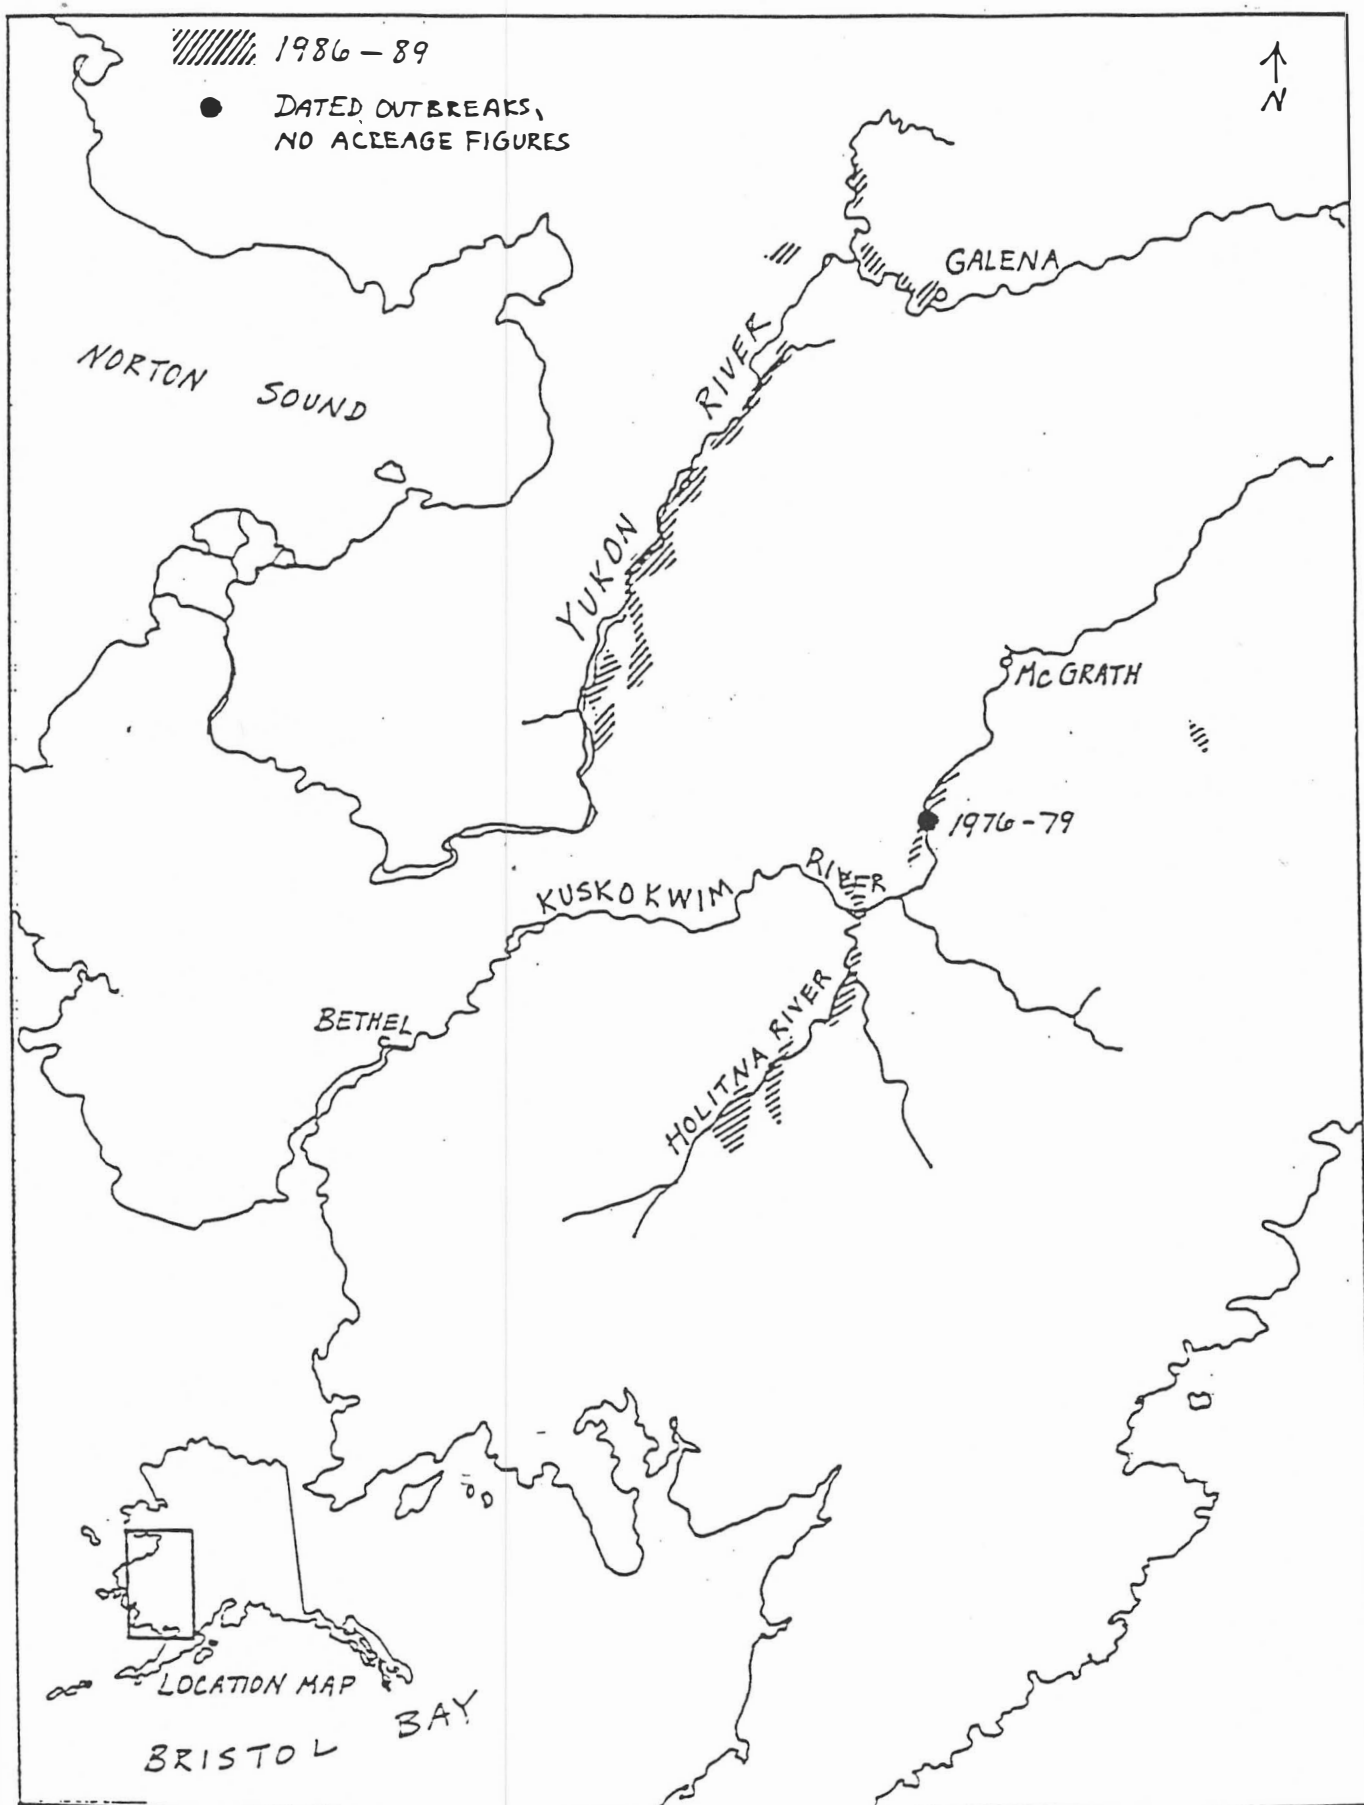 1986-89
DATED OUTBREAKS,
NO ACREAGE FIGURES
N
GALENA
NORTON SOUND
YUKON RIVER
McGRATH
1976-79
KUSKOKWIM RIVER
BETHEL
HOLITNA RIVER
LOCATION MAP
BRISTOL BAY